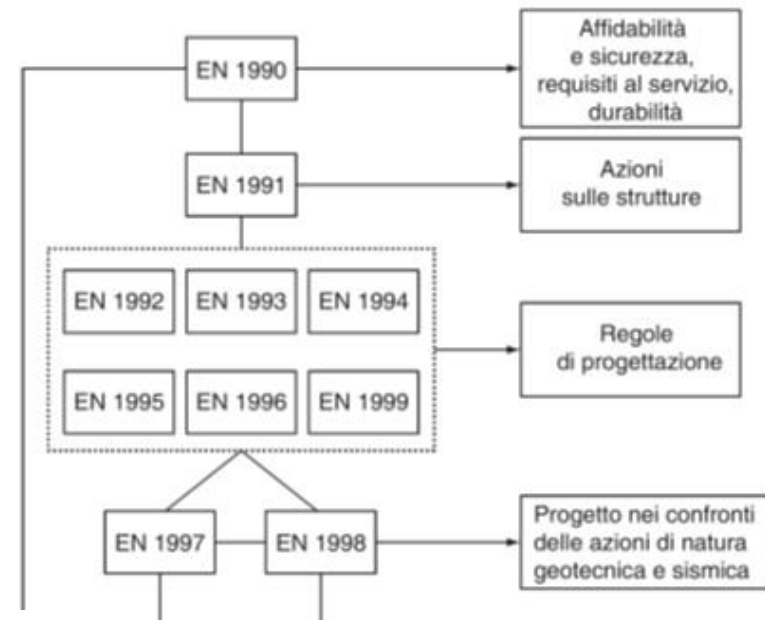 EN 1990
Affidabilità
e sicurezza,
requisiti al servizio,
durabilità
EN 1991
Azioni
sulle strutture
EN 1992
EN 1993
EN 1994
EN 1995
EN 1996
EN 1999
Regole
di progettazione
EN 1997
EN 1998
Progetto nei confronti
delle azioni di natura
geotecnica e sismica